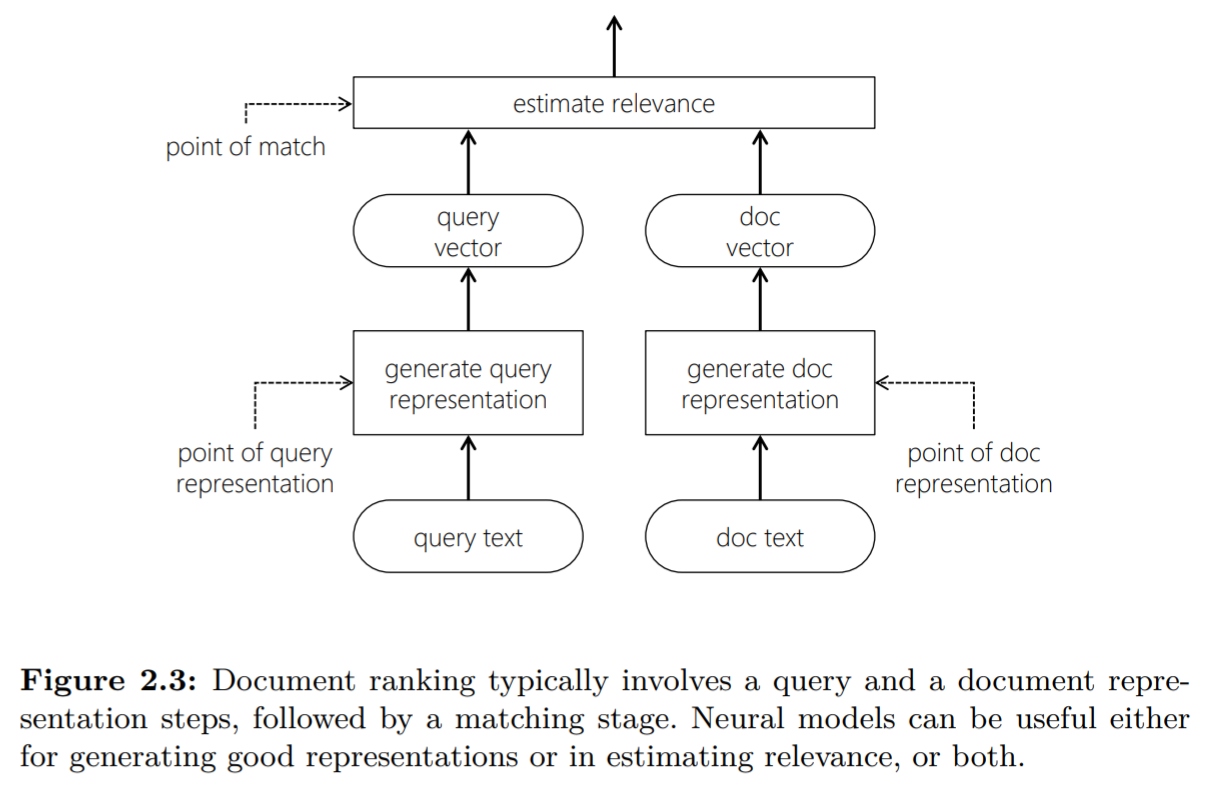 estimate relevance
point of match
query
vector
doc
vector
generate query
representation
generate doc
representation
point of query
representation
point of doc
representation
query text
doc text
Figure 2.3: Document ranking typically involves a query and a document repre-
sentation steps, followed by a matching stage. Neural models can be useful either
for generating good representations or in estimating relevance, or both.